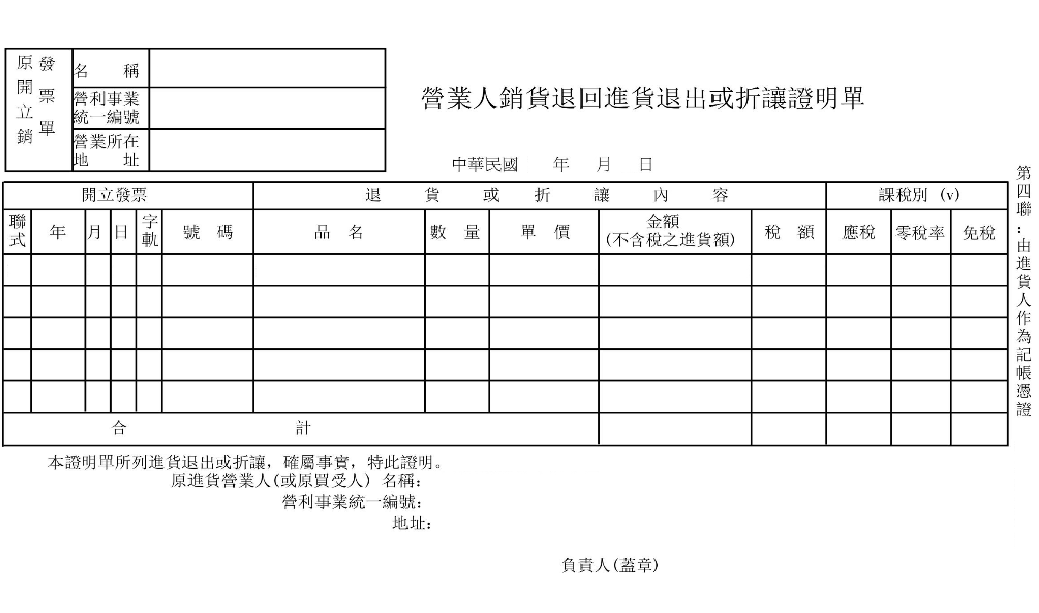 原開立銷
發票單
名 稱
營利事業
統一編號
營業所在
地 址
營業人銷貨退回進貨退出或折讓證明單
中華民國 年 月 日
開立發票
退貨或折讓內容
課稅別 (v)
聯式
年
月
日
字軌
號碼
品名
數量
單價
金額
(不含稅之進貨額)
稅額
應稅
零稅率
免稅
合 計
第四聯：由進貨人作為記帳憑證
本證明單所列進貨退出或折讓，確屬事實，特此證明。
原進貨營業人(或原買受人) 名稱：
營利事業統一編號：
地址：
負責人(蓋章)